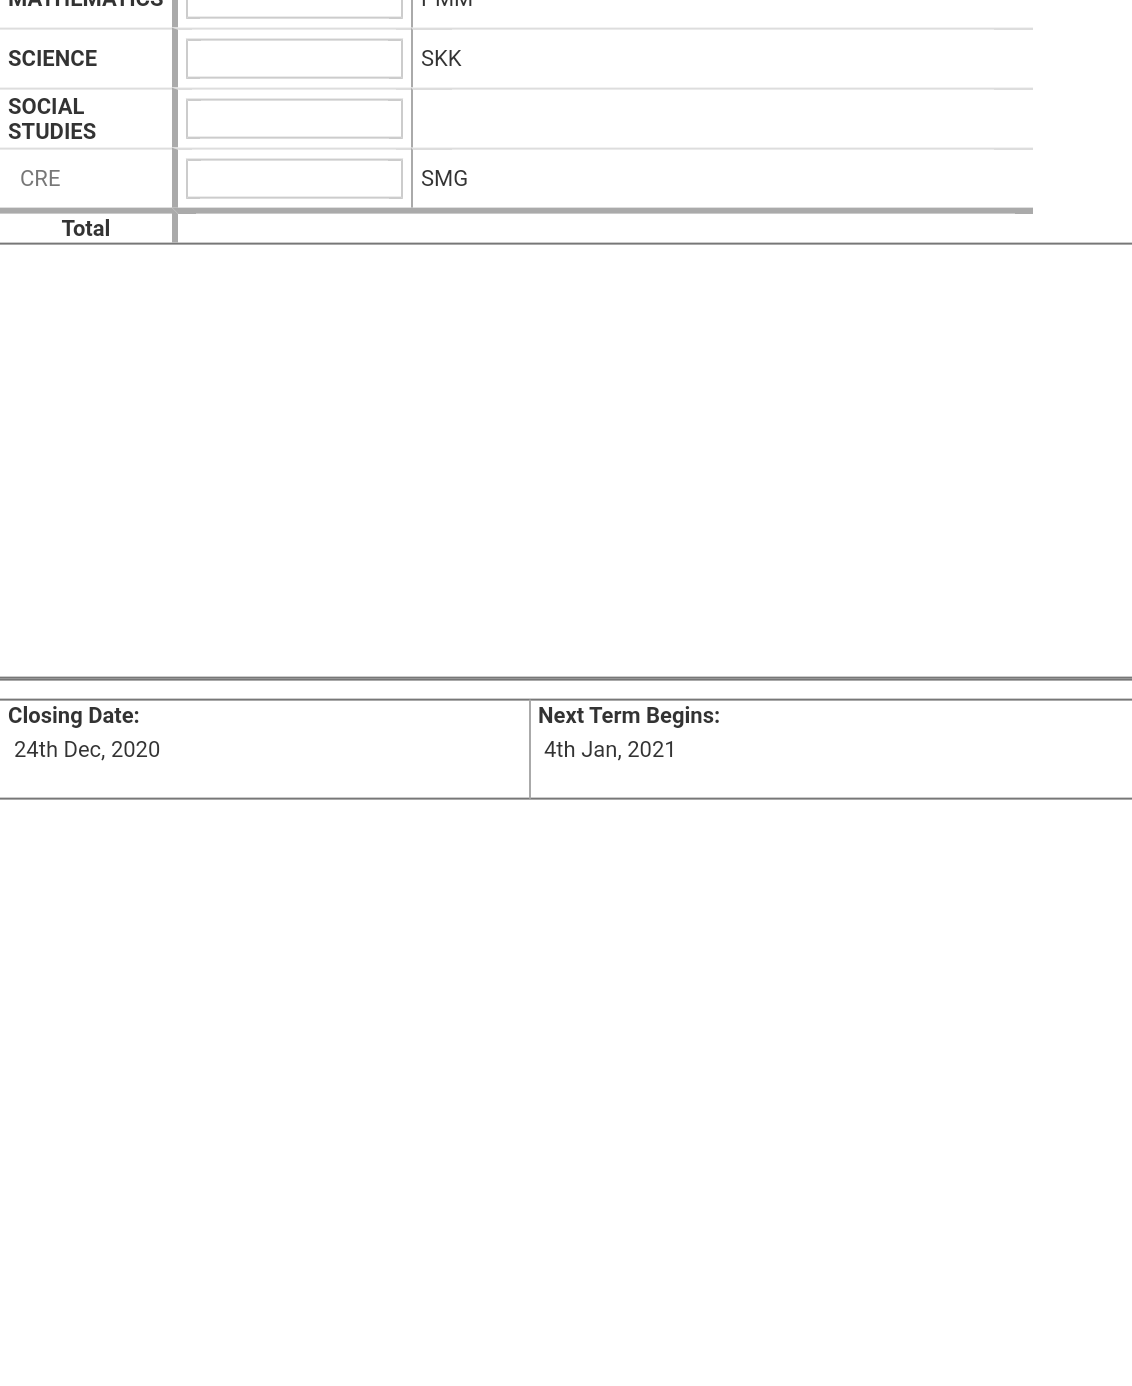 MATHEMATICS
SCIENCE SKK
SOCIAL
STUDIES
CRE SMG
Total
Closing Date: Next Term Begins:
24th Dec, 2020 4th Jan, 2021